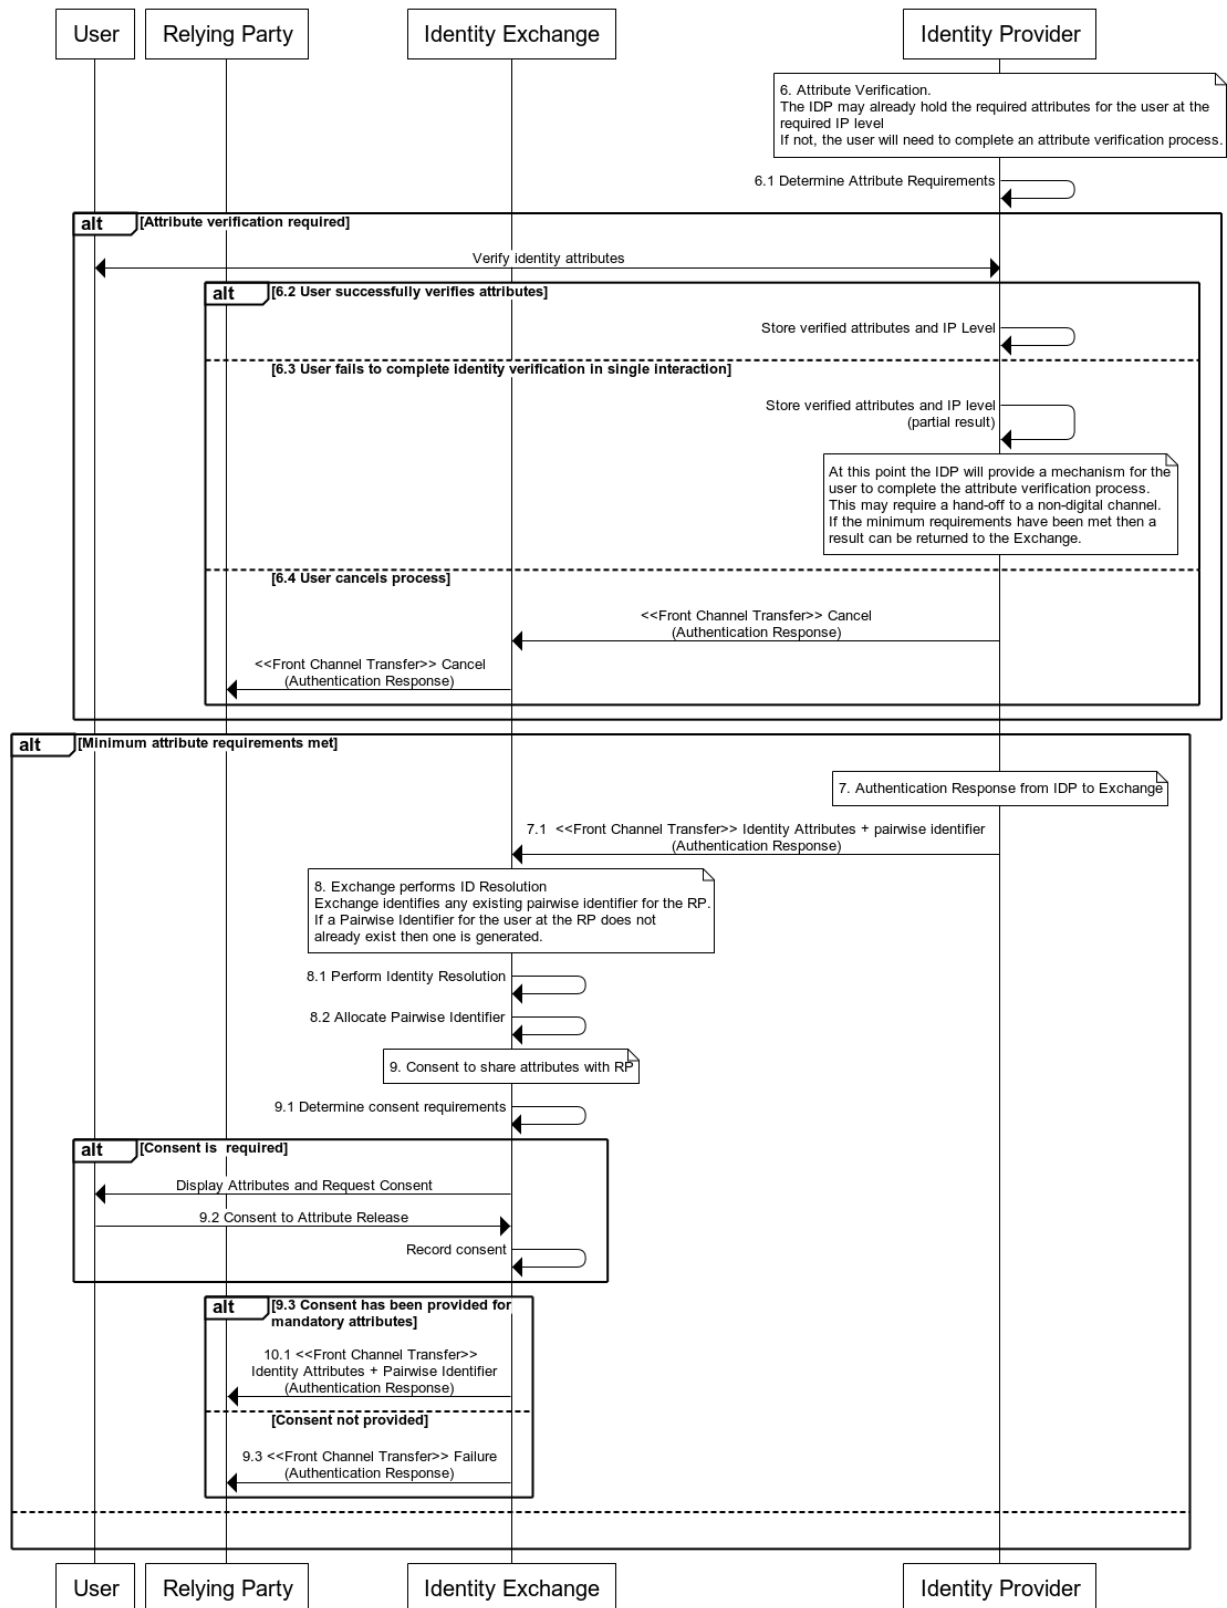 User
Relying Party
Identity Exchange
Identity Provider
6. Attribute Verification.
The IDP may already hold the required attributes for the user at the
required IP level
If not, the user will need to complete an attribute verification process.
6.1 Determine Attribute Requirements
alt
[Attribute verification required]
Verify identity attributes
alt
[6.2 User successfully verifies attributes]
Store verified attributes and IP Level
[6.3 User fails to complete identity verification in single interaction]
Store verified attributes and IP level
(partial result)
At this point the IDP will provide a mechanism for the
user to complete the attribute verification process.
This may require a hand-off to a non-digital channel.
If the minimum requirements have been met then a
result can be returned to the Exchange.
[6.4 User cancels process]
<<Front Channel Transfer>> Cancel
(Authentication Response)
<<Front Channel Transfer>> Cancel
(Authentication Response)
alt
[Minimum attribute requirements met]
7. Authentication Response from IDP to Exchange
7.1  <<Front Channel Transfer>> Identity Attributes + pairwise identifier
(Authentication Response)
8. Exchange performs ID Resolution
Exchange identifies any existing pairwise identifier for the RP.
If a Pairwise Identifier for the user at the RP does not
already exist then one is generated.
8.1 Perform Identity Resolution
8.2 Allocate Pairwise Identifier
9. Consent to share attributes with RP
9.1 Determine consent requirements
alt
[Consent is  required]
Display Attributes and Request Consent
9.2 Consent to Attribute Release
Record consent
alt
[9.3 Consent has been provided for
mandatory attributes]
10.1 <<Front Channel Transfer>>
Identity Attributes + Pairwise Identifier
(Authentication Response)
[Consent not provided]
9.3 <<Front Channel Transfer>> Failure
(Authentication Response)
User
Relying Party
Identity Exchange
Identity Provider